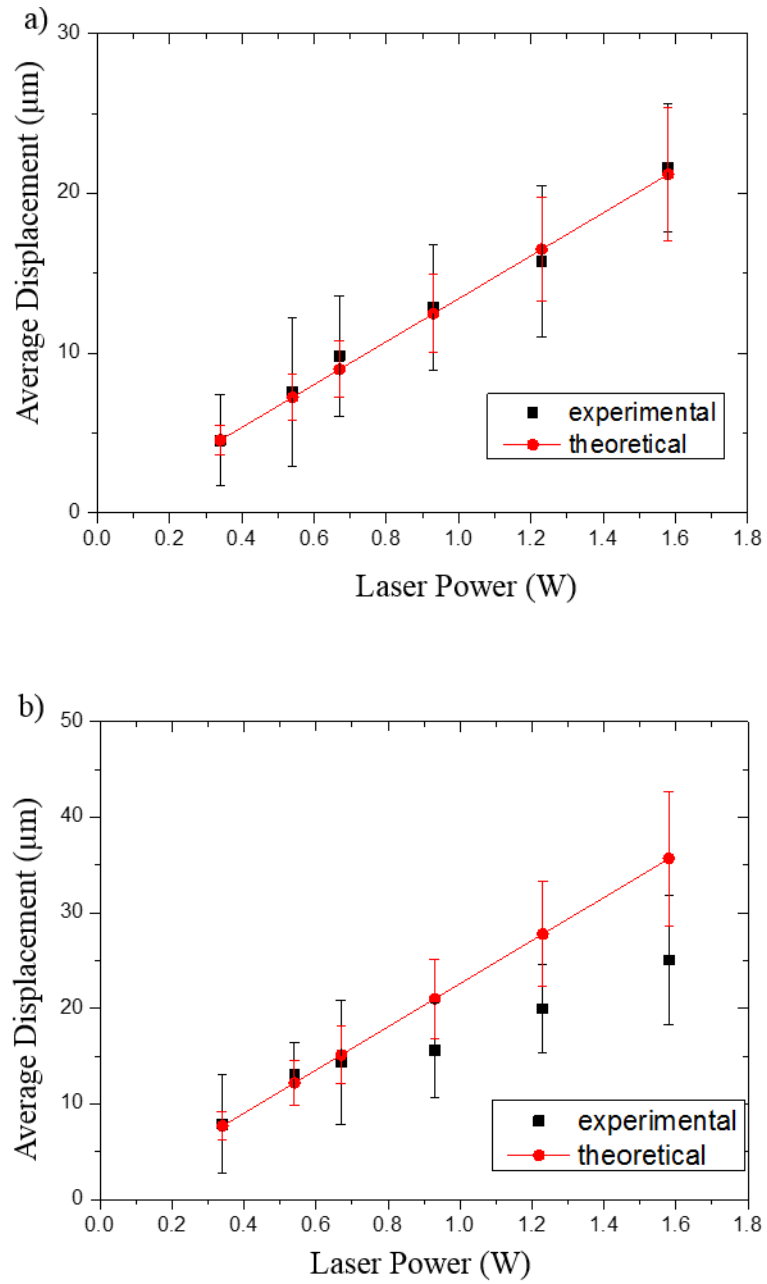 a)
30
20
10
0
Average Displacement (µm)
experimental
theoretical
0.0 0.2 0.4 0.6 0.8 1.0 1.2 1.4 1.6 1.8
Laser Power (W)
b)
50
40
30
20
10
0
Average Displacement (µm)
experimental
theoretical
0.0 0.2 0.4 0.6 0.8 1.0 1.2 1.4 1.6 1.8
Laser Power (W)